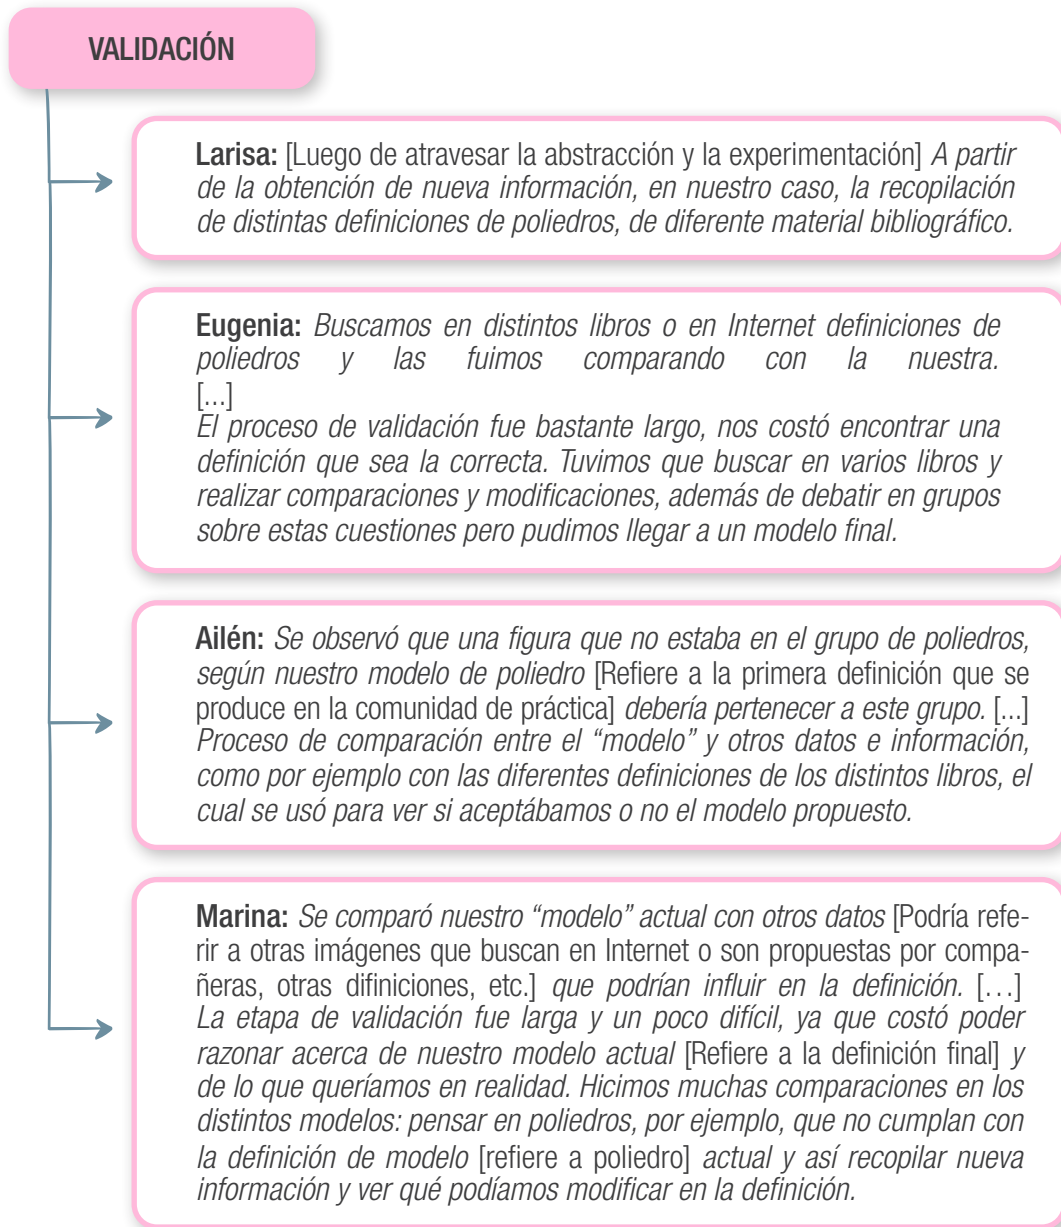 VALIDACIÓN
Larisa: [Luego de atravesar la abstracción y la experimentación] A partir
de la obtención de nueva información, en nuestro caso, la recopilación
de distintas definiciones de poliedros, de diferente material bibliográfico.
Eugenia: Buscamos en distintos libros o en Internet definiciones de
poliedros y las fuimos comparando con la nuestra.
[...]
El proceso de validación fue bastante largo, nos costó encontrar una
definición que sea la correcta. Tuvimos que buscar en varios libros y
realizar comparaciones y modificaciones, además de debatir en grupos
sobre estas cuestiones pero pudimos llegar a un modelo final.
Ailén: Se observó que una figura que no estaba en el grupo de poliedros,
según nuestro modelo de poliedro [Refiere a la primera definición que se
produce en la comunidad de práctica] debería pertenecer a este grupo. [...]
Proceso de comparación entre el “modelo” y otros datos e información,
como por ejemplo con las diferentes definiciones de los distintos libros, el
cual se usó para ver si aceptábamos o no el modelo propuesto.
Marina: Se comparó nuestro “modelo” actual con otros datos [Podría refe-
rir a otras imágenes que buscan en Internet o son propuestas por compa-
ñeras, otras difiniciones, etc.] que podrían influir en la definición. [...]
La etapa de validación fue larga y un poco difícil, ya que costó poder
razonar acerca de nuestro modelo actual [Refiere a la definición final] y
de lo que queríamos en realidad. Hicimos muchas comparaciones en los
distintos modelos: pensar en poliedros, por ejemplo, que no cumplan con
la definición de modelo [refiere a poliedro] actual y así recopilar nueva
información y ver qué podíamos modificar en la definición.